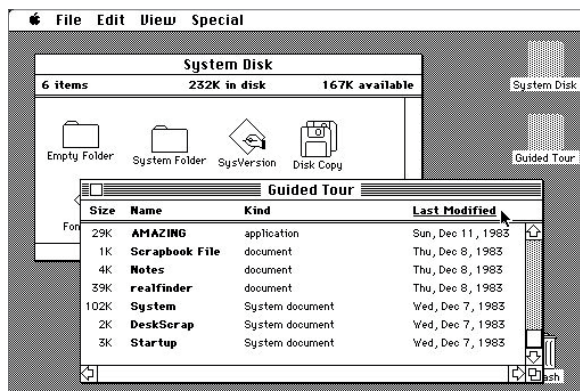 File Edit View Special
System Disk
6 items 232K in disk 167K available
Empty Folder System Folder SysVersion Disk Copy
System Disk
Guided Tour
Fon
Guided Tour
Size Name Kind Last Modified
29K AMAZING application Sun, Dec 11, 1983
1K Scrapbook File document Thu, Dec 8, 1983
4K Notes document Thu, Dec 8, 1983
39K realfinder document Thu, Dec 8, 1983
102K System System document Wed, Dec 7, 1983
2K DeskScrap System document Wed, Dec 7, 1983
3K Startup System document Wed, Dec 7, 1983
ash